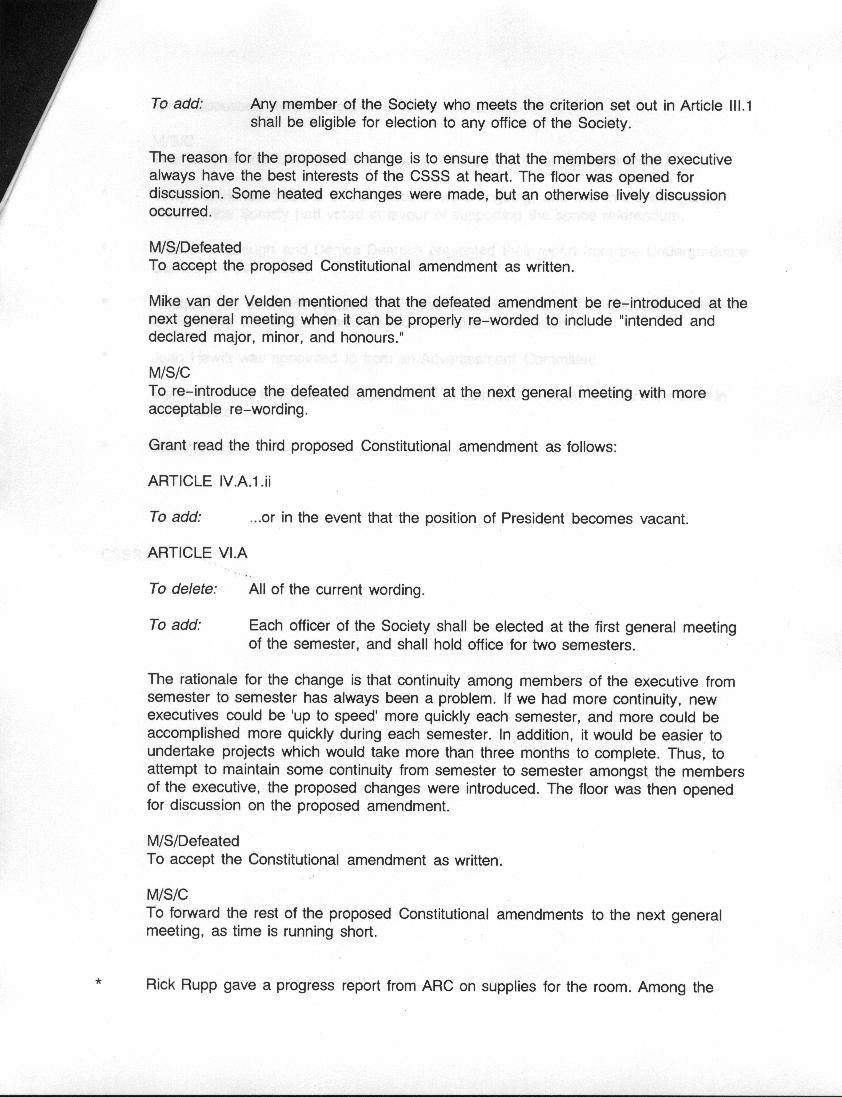 To add: Any member of the Society who meets the criterion set out in Article III.1
shall be eligible for election to any office of the Society.
The reason for the proposed change is to ensure that the members of the executive
always have the best interests of the CSSS at heart. The floor was opened for
discussion. Some heated exchanges were made, but an otherwise lively discussion
occurred.
M/S/Defeated
To accept the proposed Constitutional amendment as written.
Mike van der Velden mentioned that the defeated amendment be re-introduced at the
next general meeting when it can be properly re-worded to include "intended and
declared major, minor, and honours."
M/S/C
To re-introduce the defeated amendment at the next general meeting with more
acceptable re-wording.
Grant read the third proposed Constitutional amendment as follows:
ARTICLE IV.A.1.ii
To add: ...or in the event that the position of President becomes vacant.
ARTICLE VI.A
To delete: All of the current wording.
To add: Each officer of the Society shall be elected at the first general meeting
of the semester, and shall hold office for two semesters.
The rationale for the change is that continuity among members of the executive from
semester to semester has always been a problem. If we had more continuity, new
executives could be 'up to speed' more quickly each semester, and more could be
accomplished more quickly during each semester. In addition, it would be easier to
undertake projects which would take more than three months to complete. Thus, to
attempt to maintain some continuity from semester to semester amongst the members
of the executive, the proposed changes were introduced. The floor was then opened
for discussion on the proposed amendment.
M/S/Defeated
To accept the Constitutional amendment as written.
M/S/C
To forward the rest of the proposed Constitutional amendments to the next general
meeting, as time is running short.
* Rick Rupp gave a progress report from ARC on supplies for the room. Among the